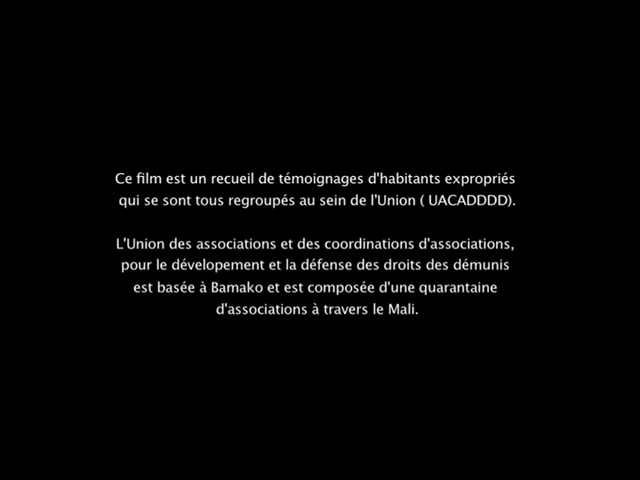 Ce film est un recueil de témoignages d'habitants expropriés
qui se sont tous regroupés au sein de l'Union ( UACADDDD).
L'Union des associations et des coordinations d'associations,
pour le dévelopement et la défense des droits des démunis
est basée à Bamako et est composée d'une quarantaine
d'associations à travers le Mali.